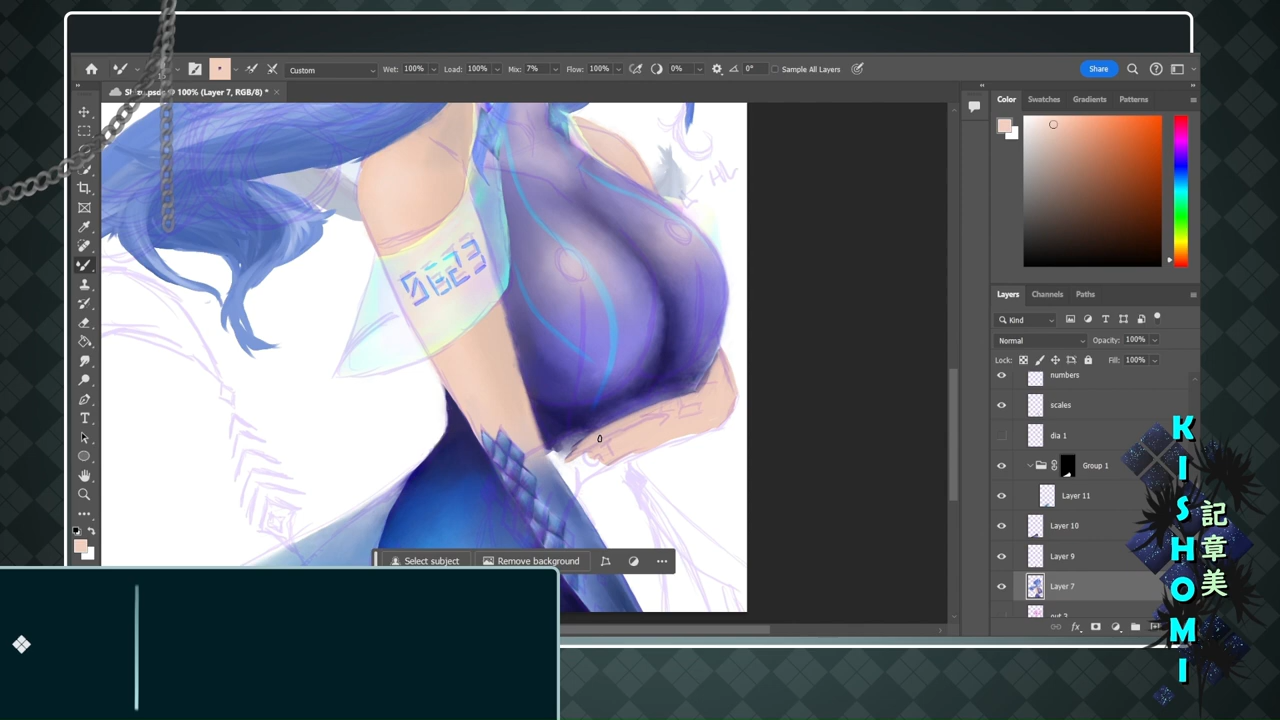 Custom
Wet: 100%
Load: 100%
Mix: 7%
Flow: 100%
0%
0°
Sample All Layers
Share
@ 100% (Layer 7, RGB/8) *
Color
Swatches
Gradients
Patterns
5623
Layers
Channels
Paths
Kind
Normal
Opacity: 100%
Lock:
Fill: 100%
numbers
scales
dia 1
Group 1
Layer 11
Layer 10
Layer 9
Layer 7
Select subject
Remove background
KISHOMI
記章美